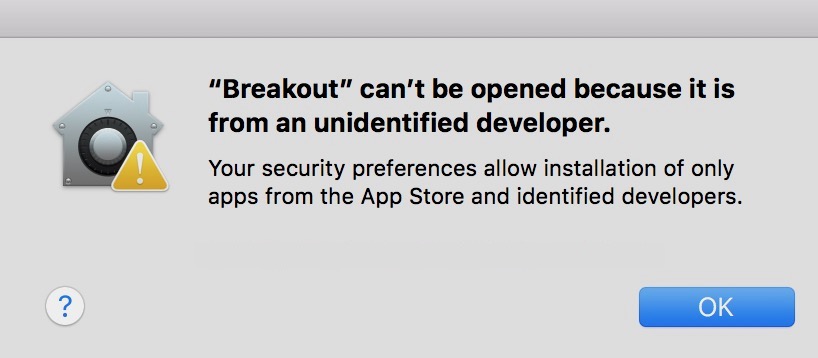 “Breakout” can’t be opened because it is
from an unidentified developer.
Your security preferences allow installation of only
apps from the App Store and identified developers.
?
OK